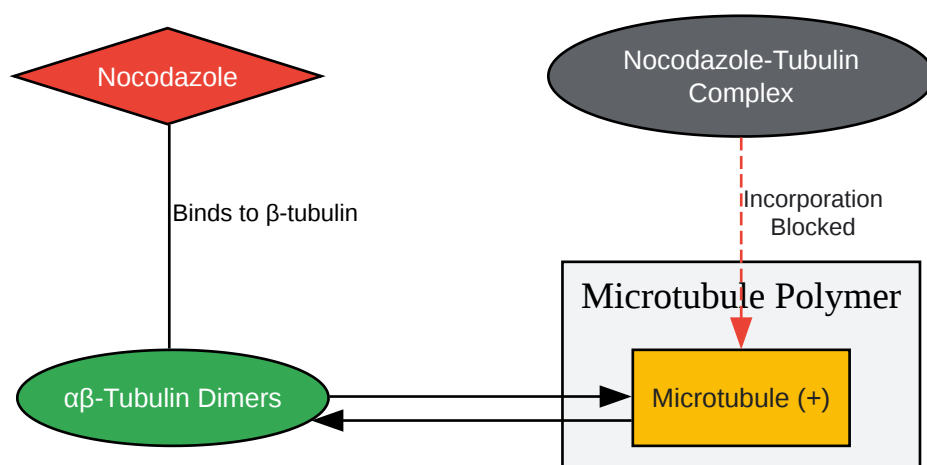 Nocodazole
Nocodazole-Tubulin
Complex
Binds to β-tubulin
Incorporation
Blocked
Microtubule Polymer
αβ-Tubulin Dimers
Microtubule (+)